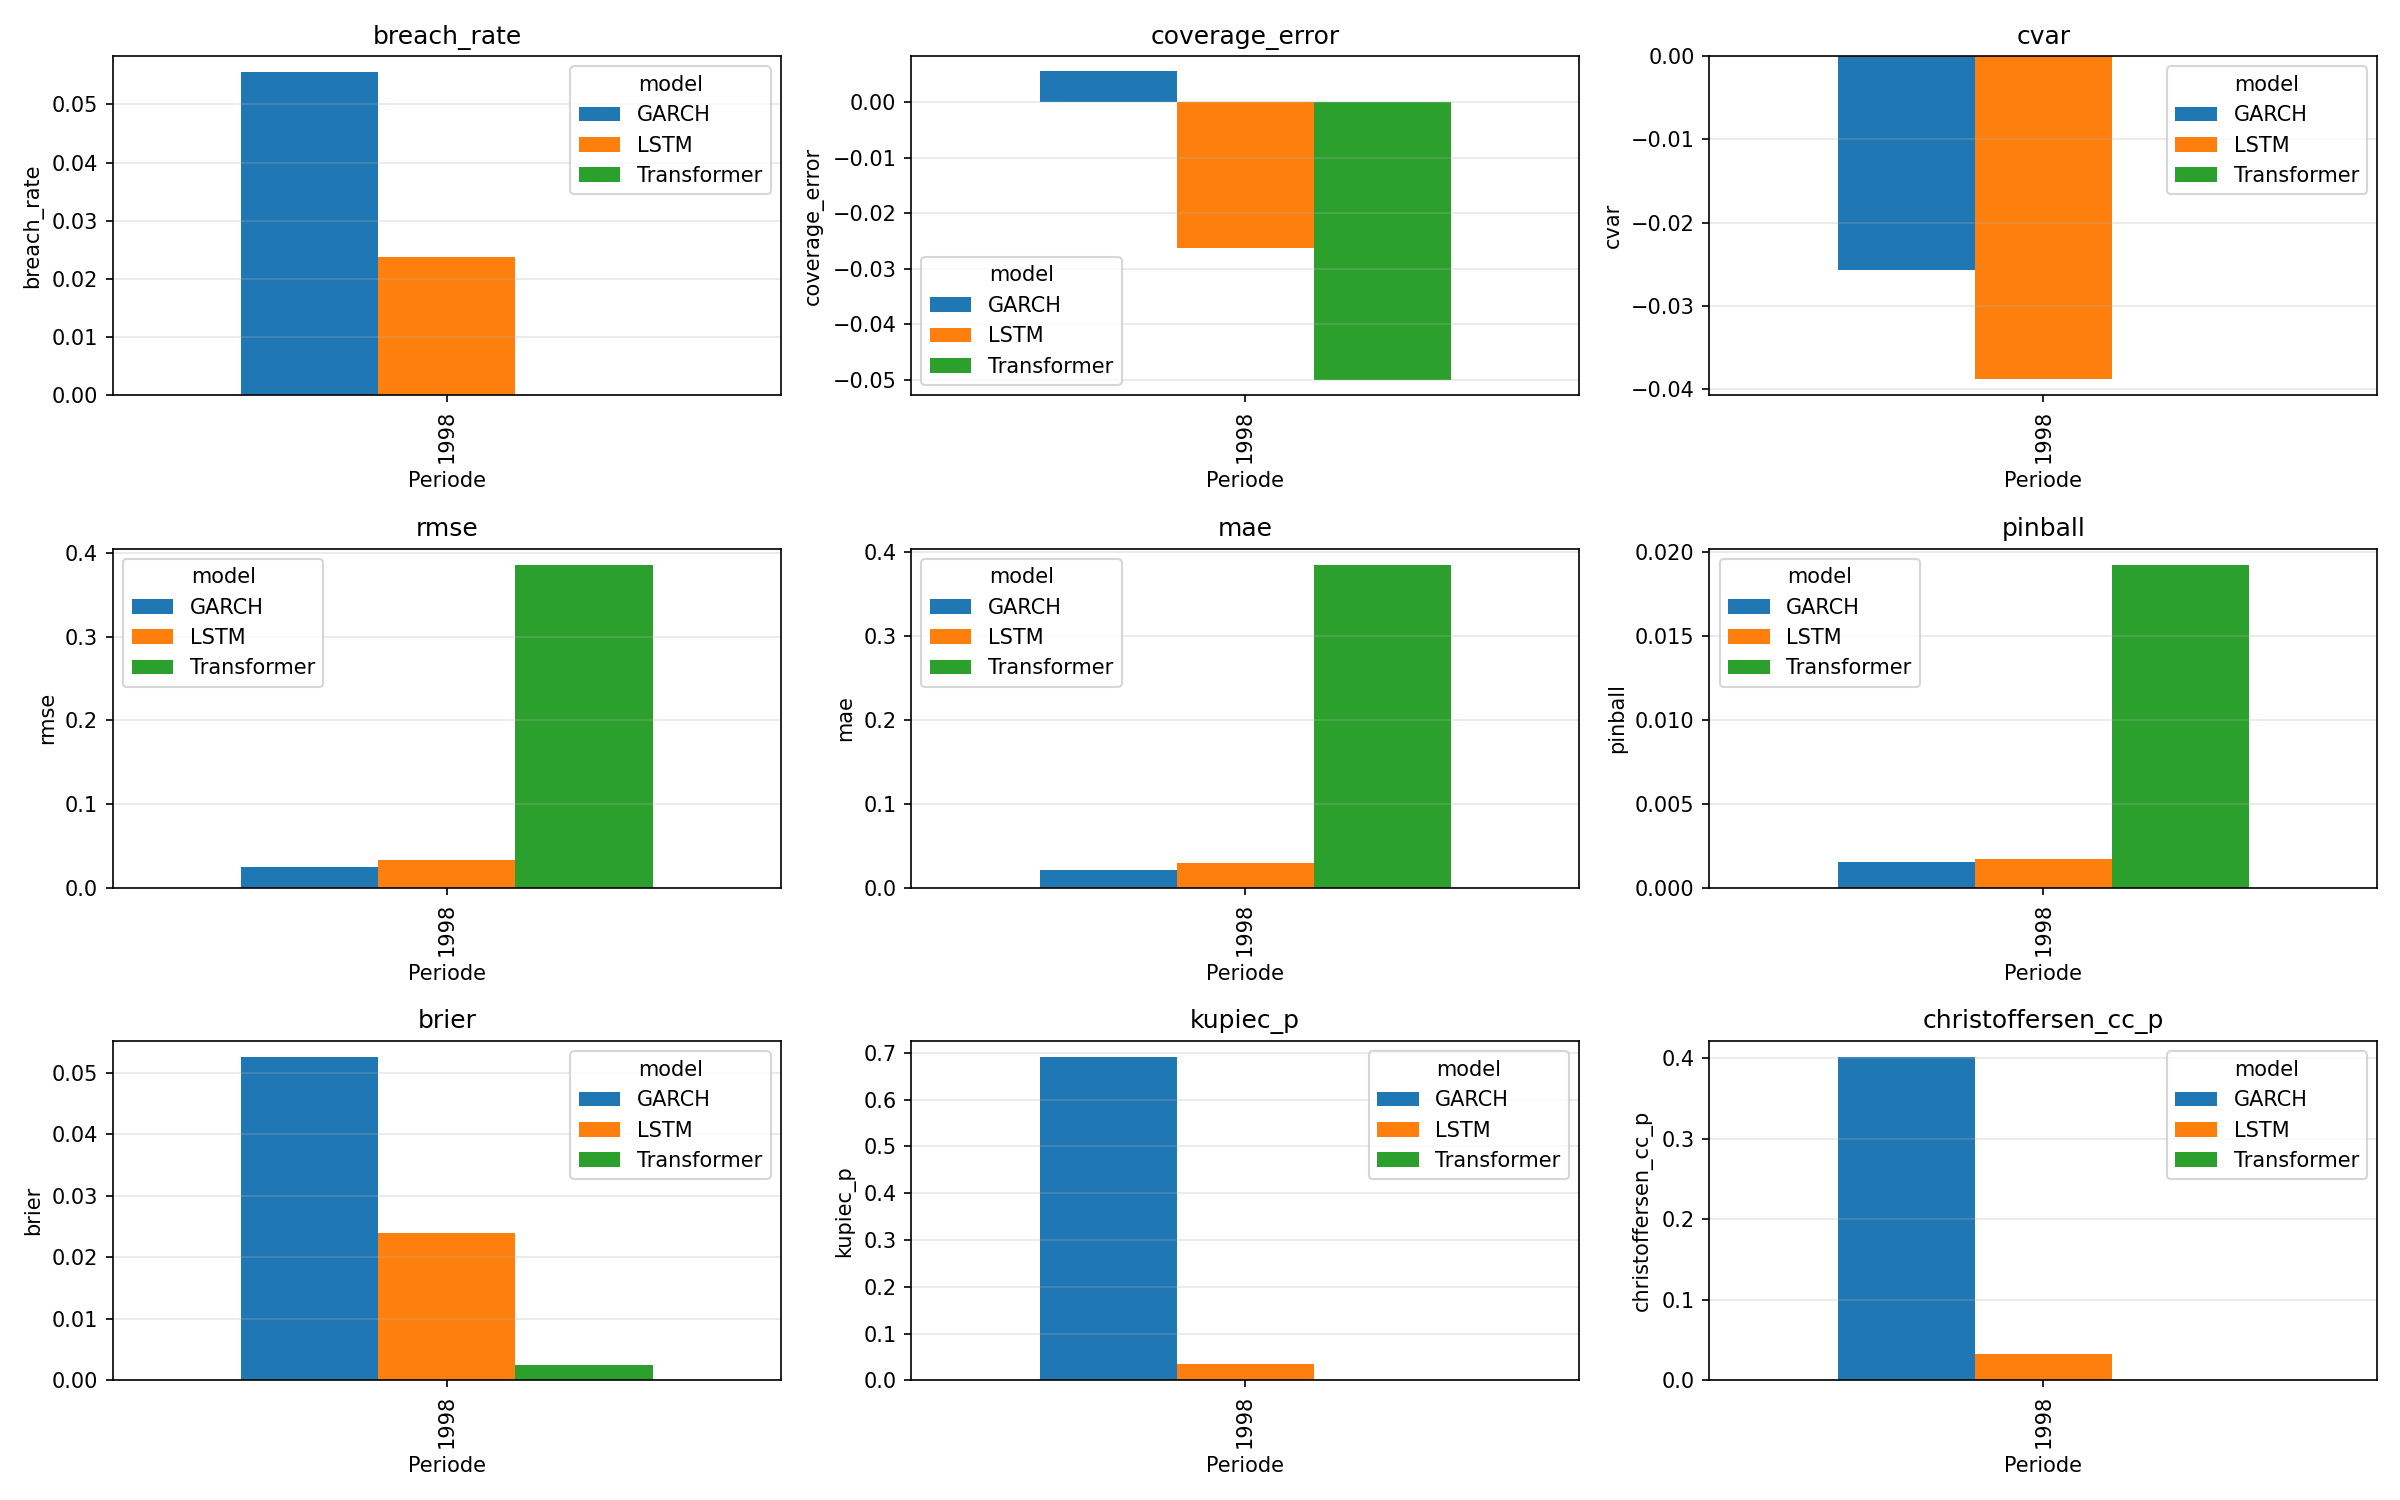 breach_rate
coverage_error
cvar
breach_rate
0.05
0.04
0.03
0.02
0.01
0.00
model
GARCH
LSTM
Transformer
1998
Periode
coverage_error
0.00
−0.01
−0.02
−0.03
−0.04
−0.05
model
GARCH
LSTM
Transformer
1998
Periode
cvar
0.00
−0.01
−0.02
−0.03
−0.04
model
GARCH
LSTM
Transformer
1998
Periode
rmse
mae
pinball
rmse
0.4
0.3
0.2
0.1
0.0
model
GARCH
LSTM
Transformer
1998
Periode
mae
0.4
0.3
0.2
0.1
0.0
model
GARCH
LSTM
Transformer
1998
Periode
pinball
0.020
0.015
0.010
0.005
0.000
model
GARCH
LSTM
Transformer
1998
Periode
brier
kupiec_p
christoffersen_cc_p
brier
0.05
0.04
0.03
0.02
0.01
0.00
model
GARCH
LSTM
Transformer
1998
Periode
kupiec_p
0.7
0.6
0.5
0.4
0.3
0.2
0.1
0.0
model
GARCH
LSTM
Transformer
1998
Periode
christoffersen_cc_p
0.4
0.3
0.2
0.1
0.0
model
GARCH
LSTM
Transformer
1998
Periode